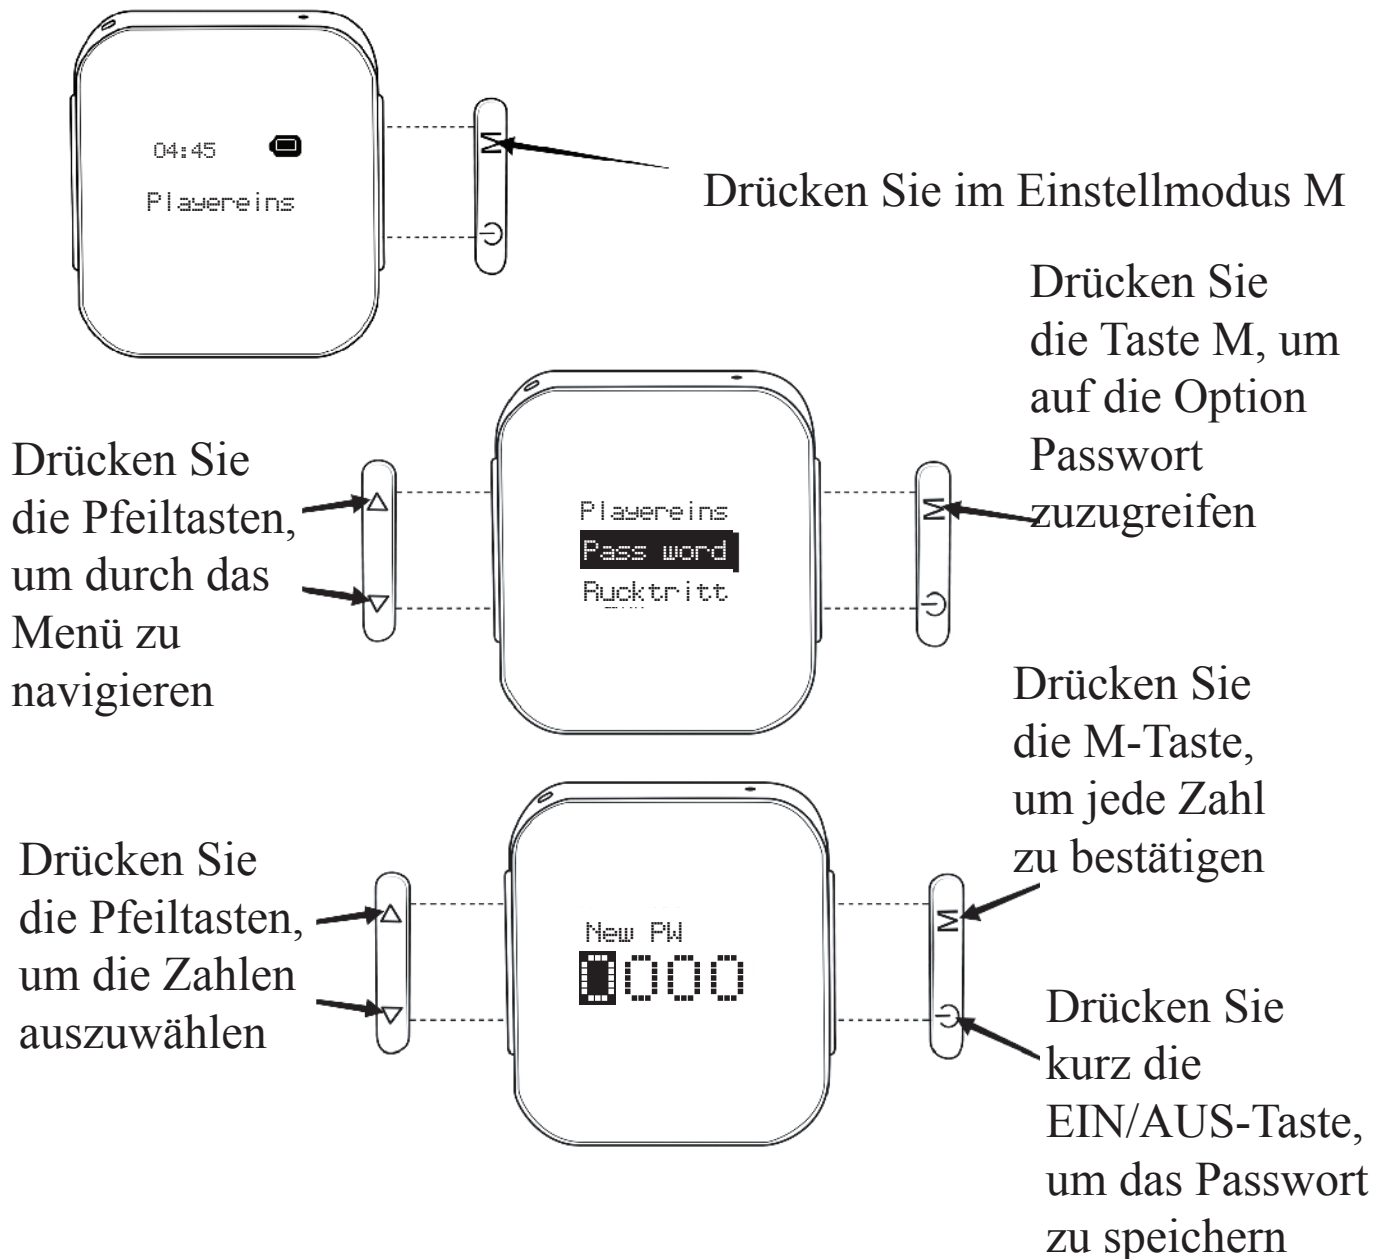 04:45
Playereins
M
Drücken Sie im Einstellmodus M
Drücken Sie
die Taste M, um
auf die Option
Passwort
zuzugreifen
Drücken Sie
die Pfeiltasten,
um durch das
Menü zu
navigieren
Playereins
Pass word
Rucktritt
M
Drücken Sie
die M-Taste,
um jede Zahl
zu bestätigen
Drücken Sie
die Pfeiltasten,
um die Zahlen
auszuwählen
New PW
0000
M
Drücken Sie
kurz die
EIN/AUS-Taste,
um das Passwort
zu speichern